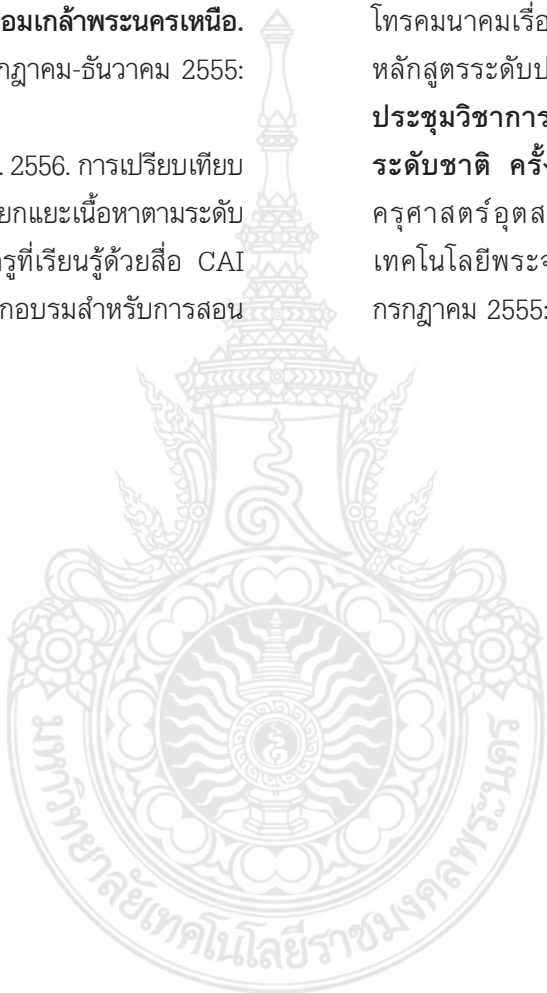 อมเกล้าพระนครเหนือ.
กฎาคม-ธันวาคม 2555:
. 2556. การเปรียบเทียบ
ยกแยะเนื้อหาตามระดับ
รูที่เรียนรู้ด้วยสื่อ CAI
กอบรมสำหรับการสอน
โทรคมนาคมเรื่อ
หลักสูตรระดับป
ประชุมวิชาการ
ระดับชาติ ครั้ง
ครุศาสตร์อุตส
เทคโนโลยีพระจ
กรกฎาคม 2555:
มหาวิทยาลัยเทคโนโลยีราชมงคลพระนคร